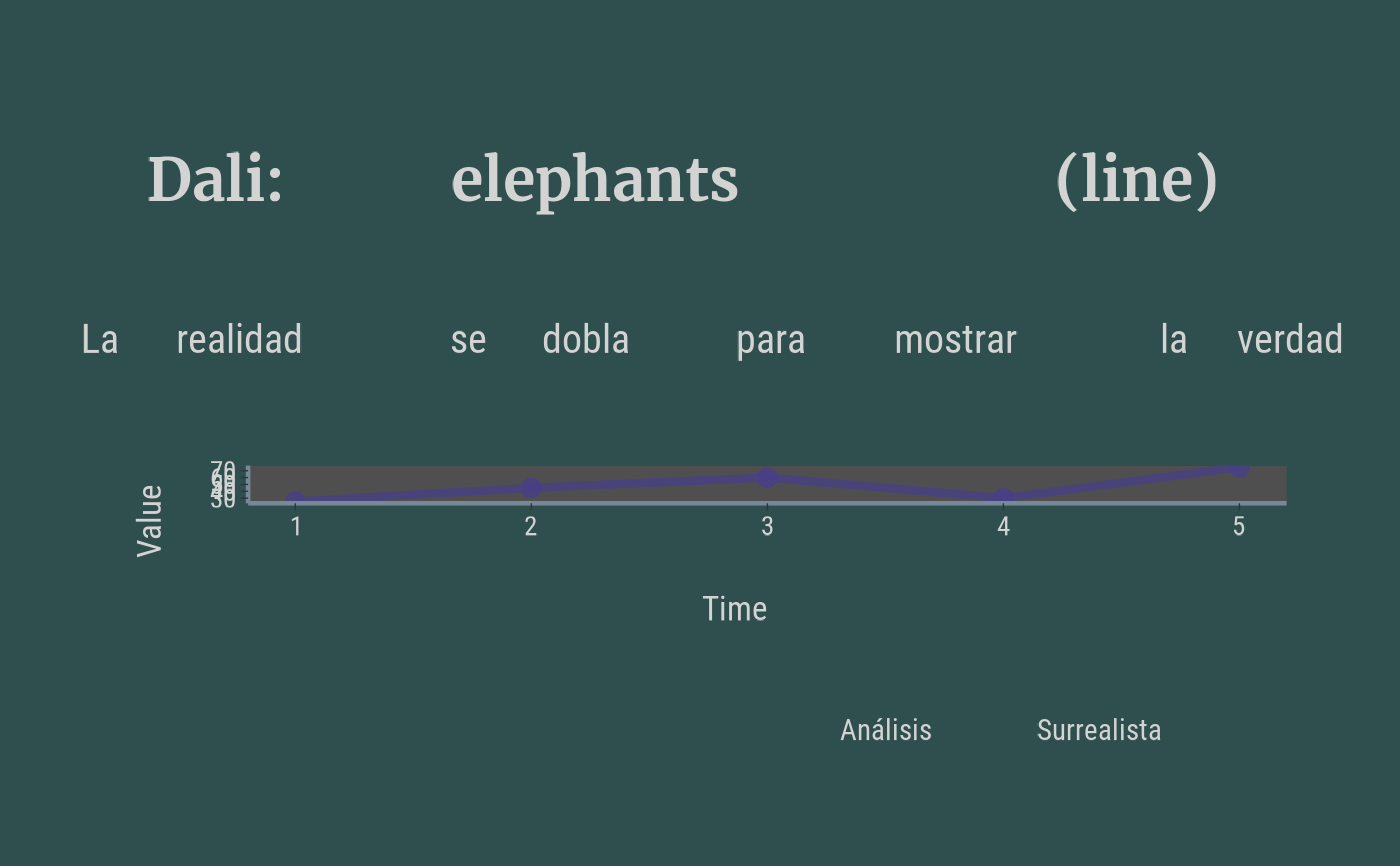 Dali: elephants (line)
La realidad se dobla para mostrar la verdad
70
30
Value
1 2 3 4 5
Time
Análisis Surrealista